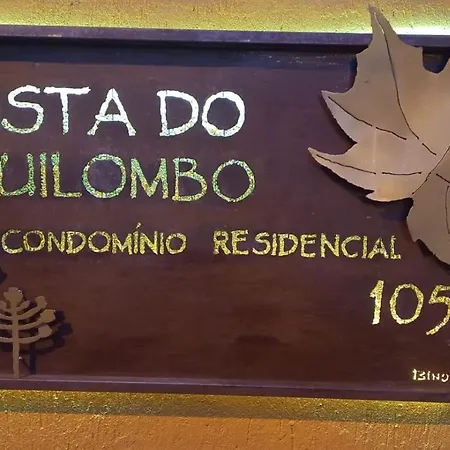 STA DO
UILOMBO
CONDOMÍNIO RESIDENCIAL
105